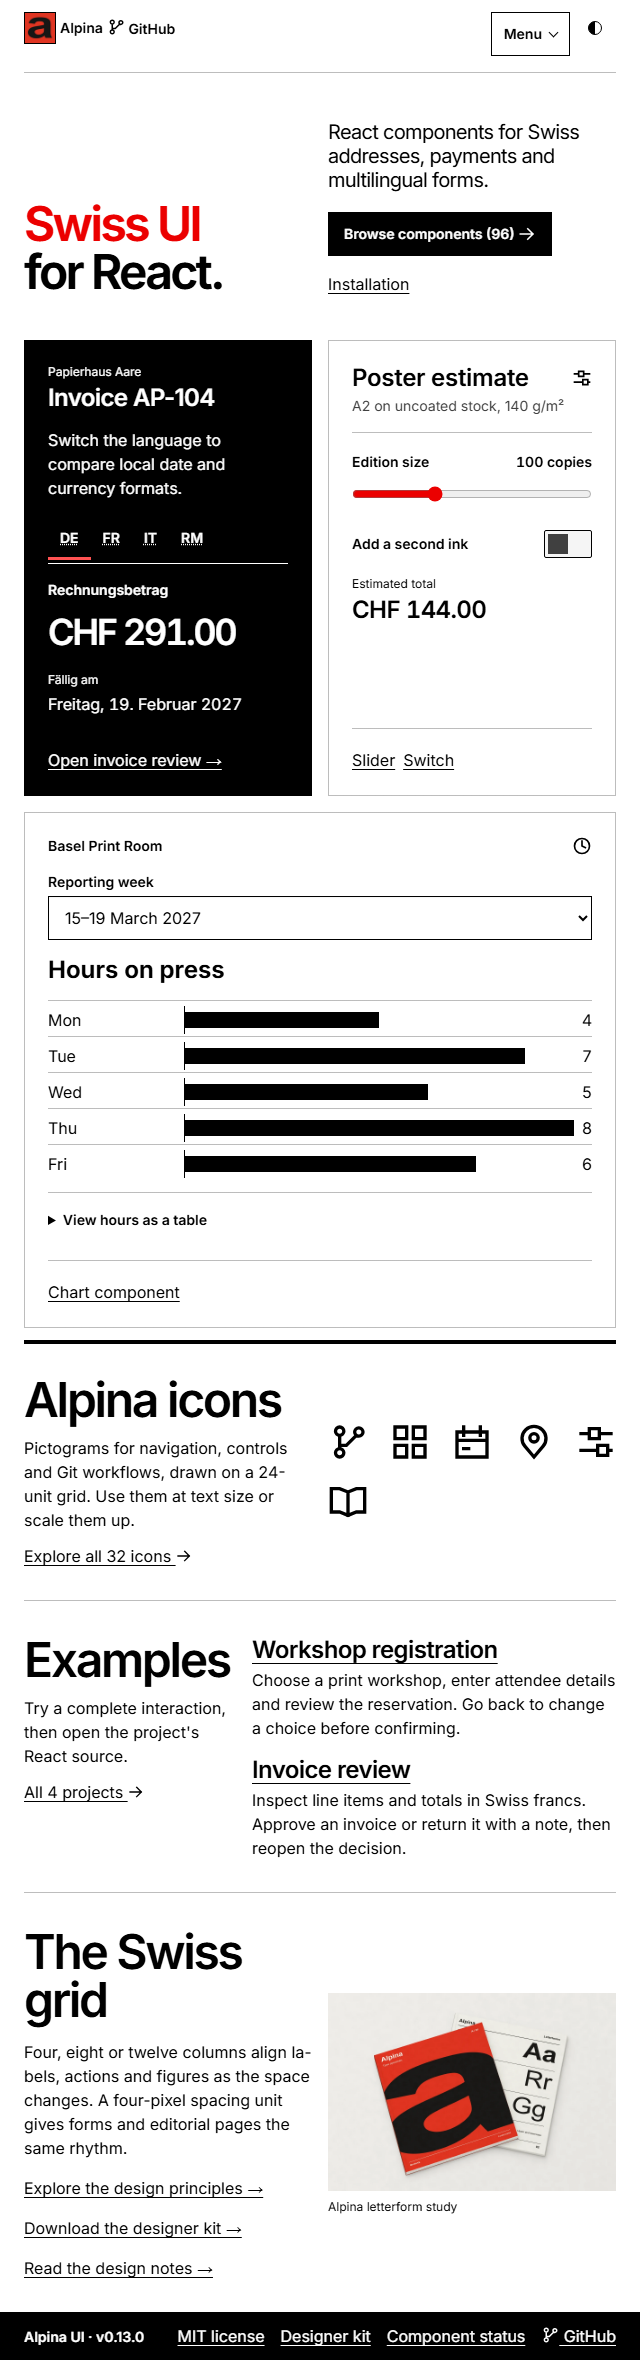 a Alpina GitHub
Menu
React components for Swiss
addresses, payments and
multilingual forms.
Swiss UI
for React.
Browse components (96) →
Installation
Papierhaus Aare
Invoice AP-104
Switch the language to
compare local date and
currency formats.
DE FR IT RM
Rechnungsbetrag
CHF 291.00
Fällig am
Freitag, 19. Februar 2027
Open invoice review →
Poster estimate
A2 on uncoated stock, 140 g/m²
Edition size 100 copies
Add a second ink
Estimated total
CHF 144.00
Slider Switch
Basel Print Room
Reporting week
15–19 March 2027
Hours on press
Mon 4
Tue 7
Wed 5
Thu 8
Fri 6
View hours as a table
Chart component
Alpina icons
Pictograms for navigation, controls
and Git workflows, drawn on a 24-
unit grid. Use them at text size or
scale them up.
Explore all 32 icons →
Examples
Try a complete interaction,
then open the project's
React source.
All 4 projects →
Workshop registration
Choose a print workshop, enter attendee details
and review the reservation. Go back to change
a choice before confirming.
Invoice review
Inspect line items and totals in Swiss francs.
Approve an invoice or return it with a note, then
reopen the decision.
The Swiss
grid
Four, eight or twelve columns align la-
bels, actions and figures as the space
changes. A four-pixel spacing unit
gives forms and editorial pages the
same rhythm.
Explore the design principles →
Download the designer kit →
Read the design notes →
Alpina
a
Alpina
Aa
Rr
Gg
Alpina letterform study
Alpina UI · v0.13.0 MIT license Designer kit Component status GitHub